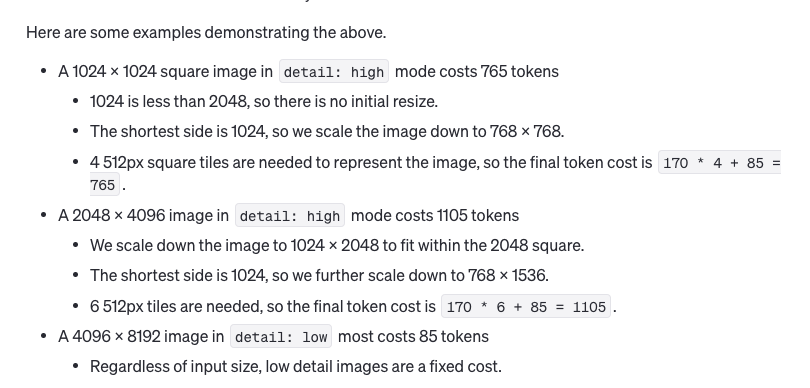 Here are some examples demonstrating the above.
• A 1024 × 1024 square image in detail: high mode costs 765 tokens
• 1024 is less than 2048, so there is no initial resize.
• The shortest side is 1024, so we scale the image down to 768 × 768.
• 4 512px square tiles are needed to represent the image, so the final token cost is 170 * 4 + 85 =
765 .
• A 2048 × 4096 image in detail: high mode costs 1105 tokens
• We scale down the image to 1024 × 2048 to fit within the 2048 square.
• The shortest side is 1024, so we further scale down to 768 × 1536.
• 6 512px tiles are needed, so the final token cost is 170 * 6 + 85 = 1105 .
• A 4096 × 8192 image in detail: low most costs 85 tokens
• Regardless of input size, low detail images are a fixed cost.